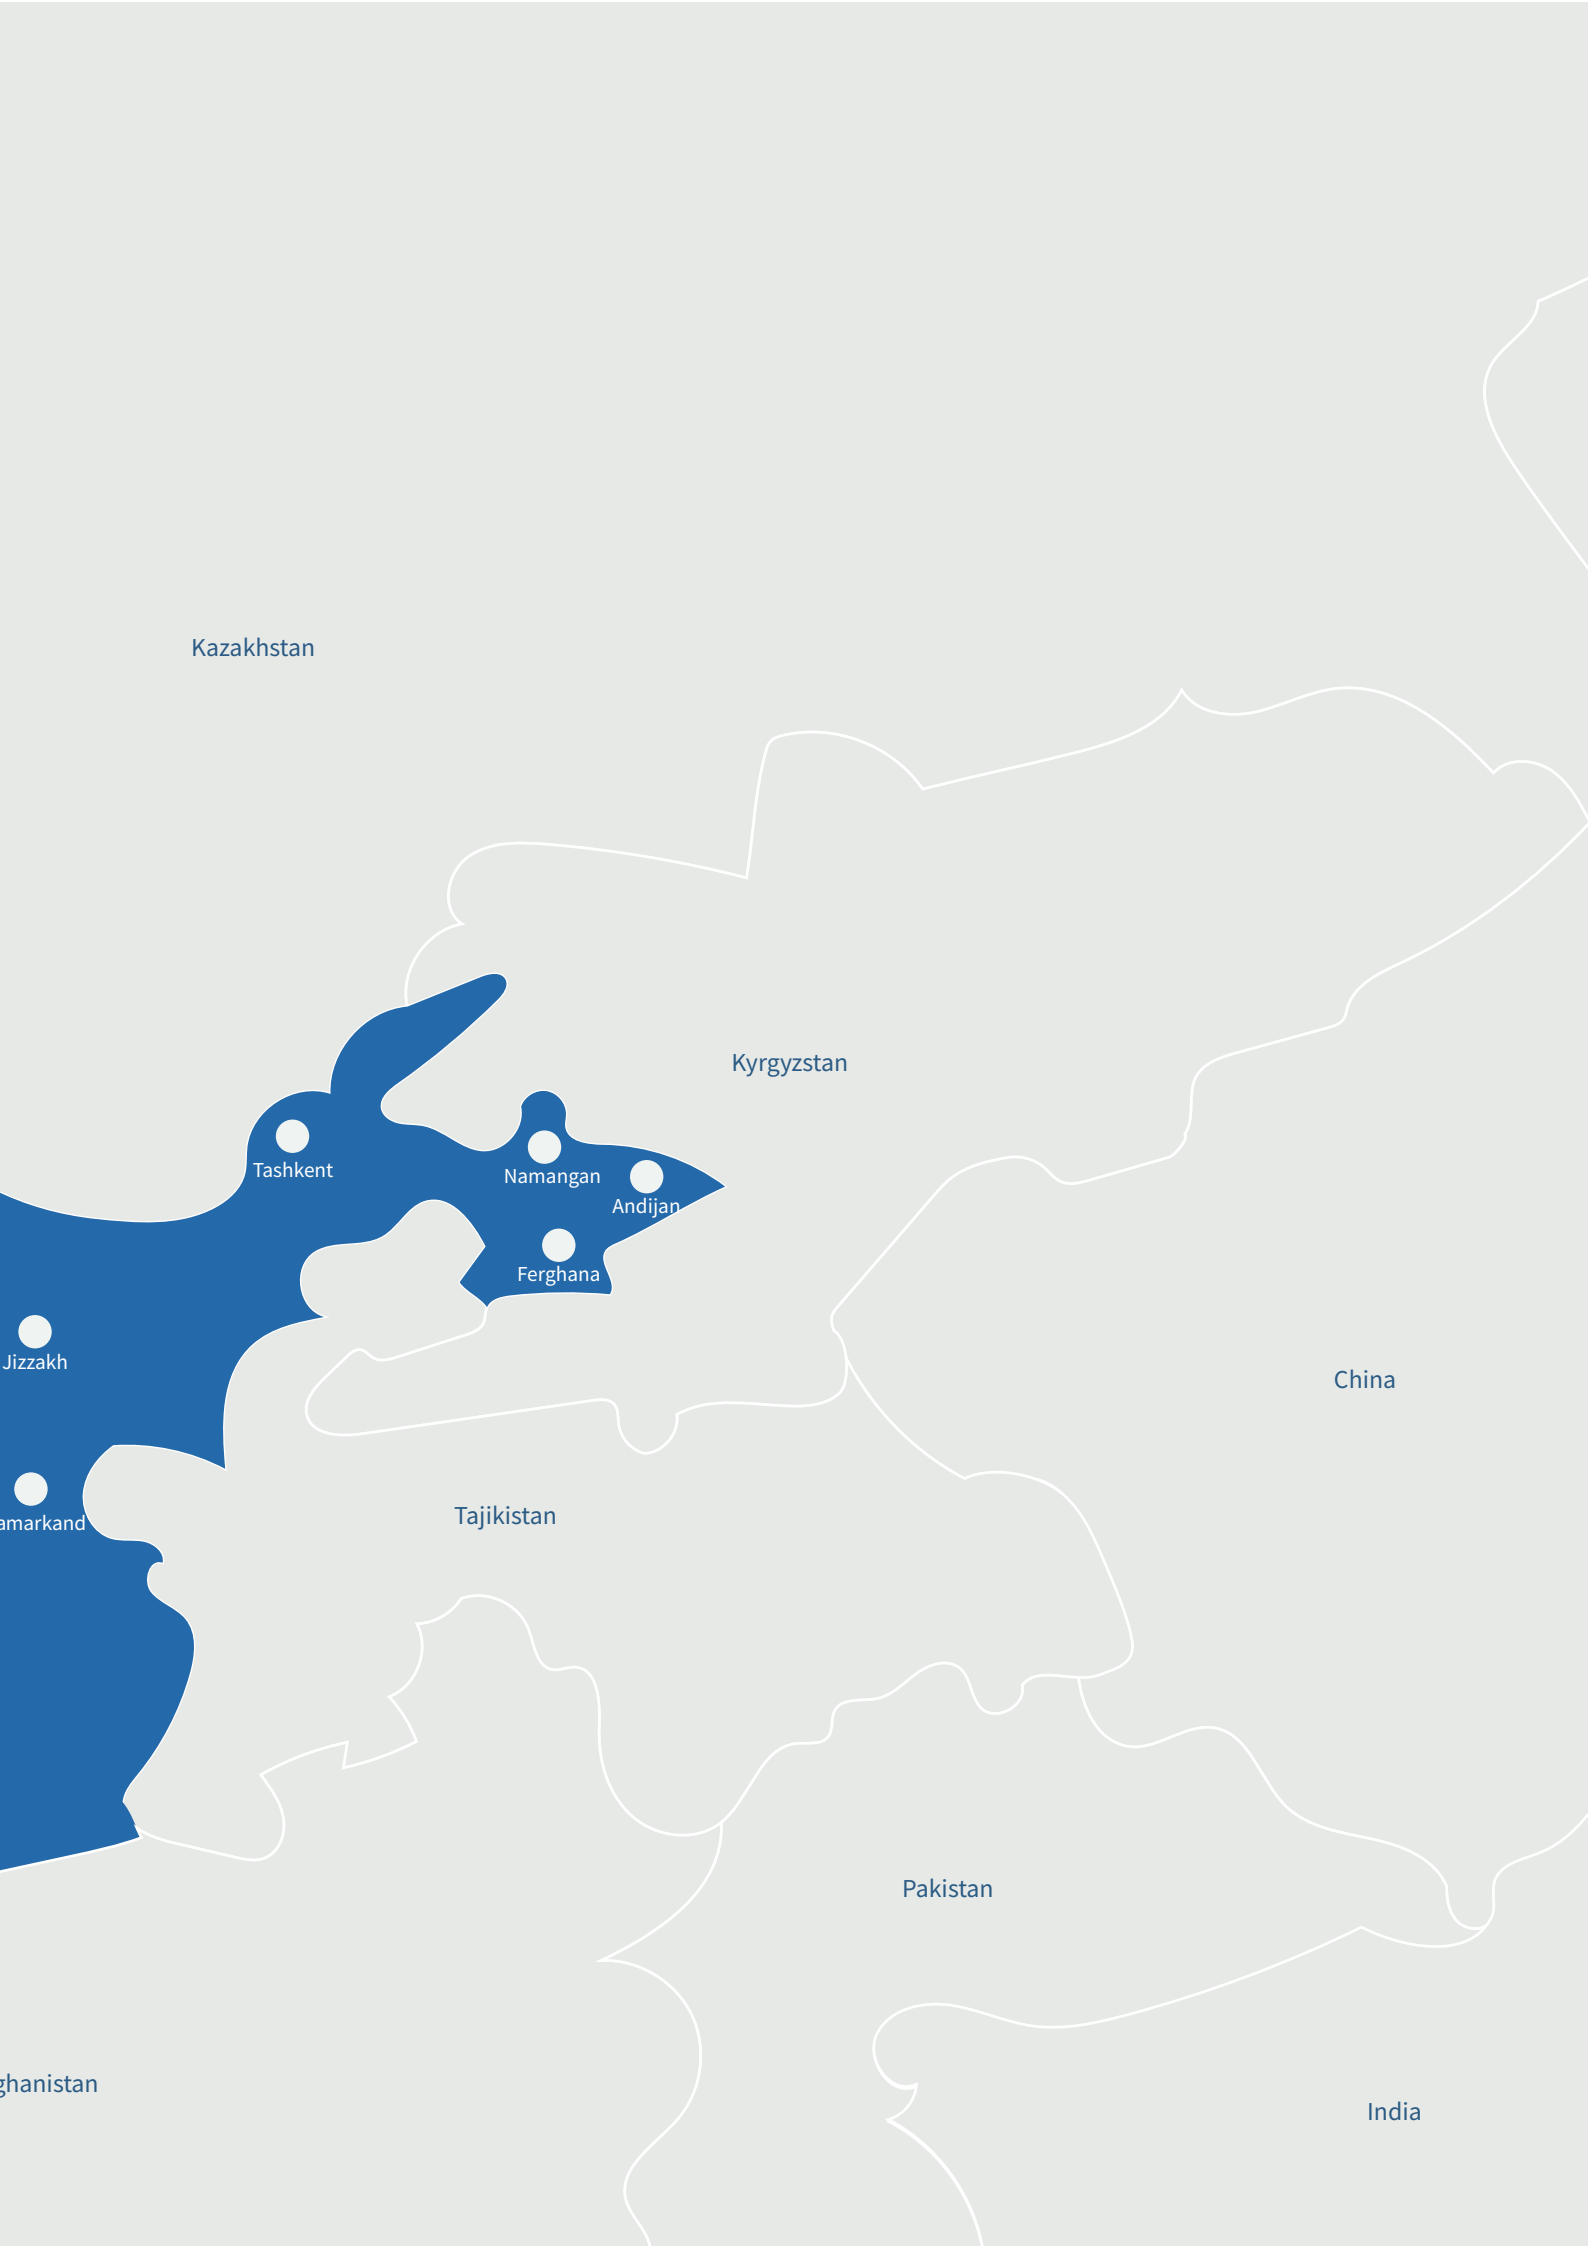 Kazakhstan
Kyrgyzstan
Tashkent
Namangan
Andijan
Ferghana
Jizzakh
China
Tajikistan
amarkand
Pakistan
ghanistan
India